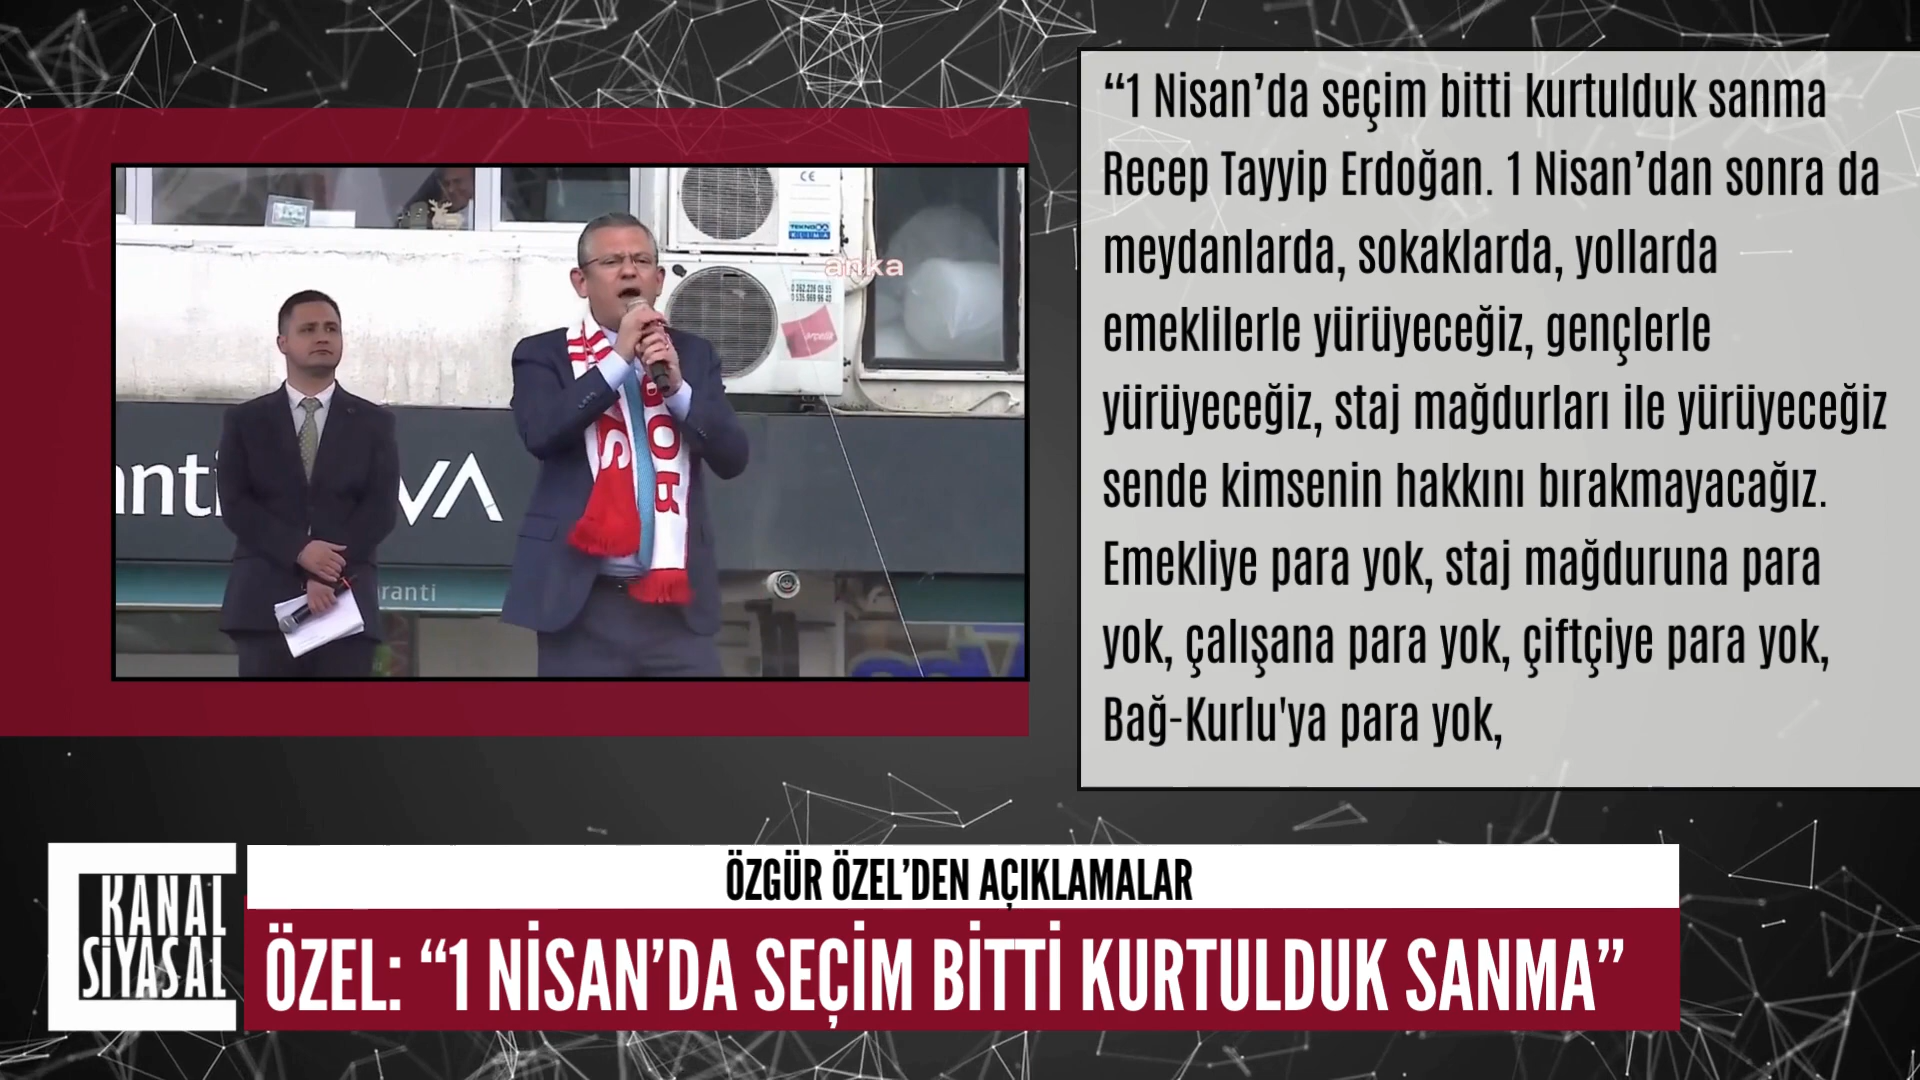 “1 Nisan’da seçim bitti kurtulduk sanma
Recep Tayyip Erdoğan. 1 Nisan’dan sonra da
meydanlarda, sokaklarda, yollarda
emeklilerle yürüyeceğiz, gençlerle
yürüyeceğiz, staj mağdurları ile yürüyeceğiz
sende kimsenin hakkını bırakmayacağız.
Emekliye para yok, staj mağduruna para
yok, çalışana para yok, çiftçiye para yok,
Bağ-Kurlu'ya para yok,
CE
anka
ranti
KANAL
SİYASAL
ÖZGÜR ÖZEL’DEN AÇIKLAMALAR
ÖZEL: “1 NİSAN’DA SEÇİM BİTTİ KURTULDUK SANMA”